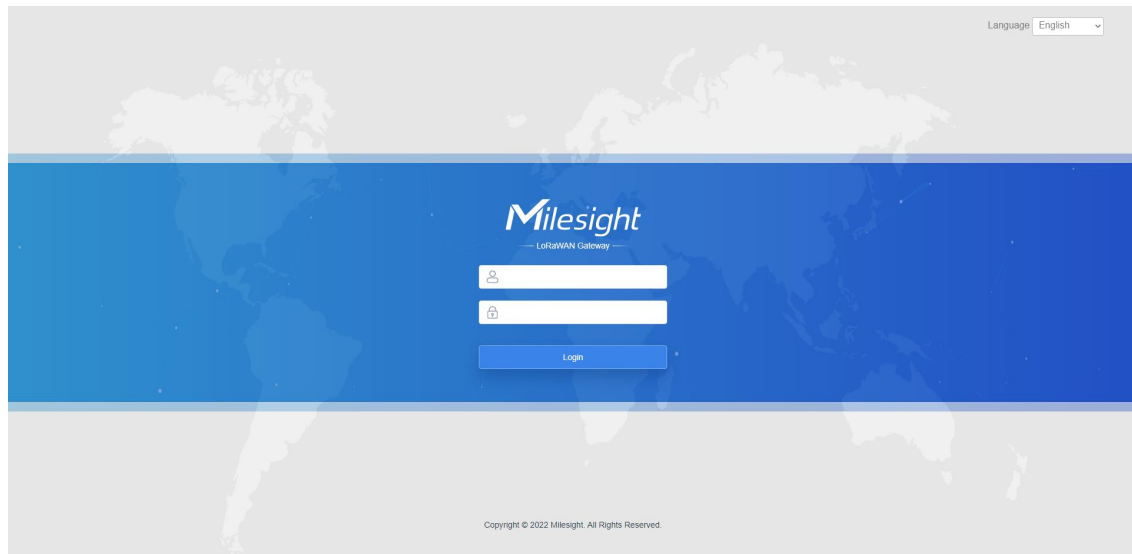 Language English
Milesight
LoRaWAN Gateway
Login
Copyright © 2022 Milesight. All Rights Reserved.